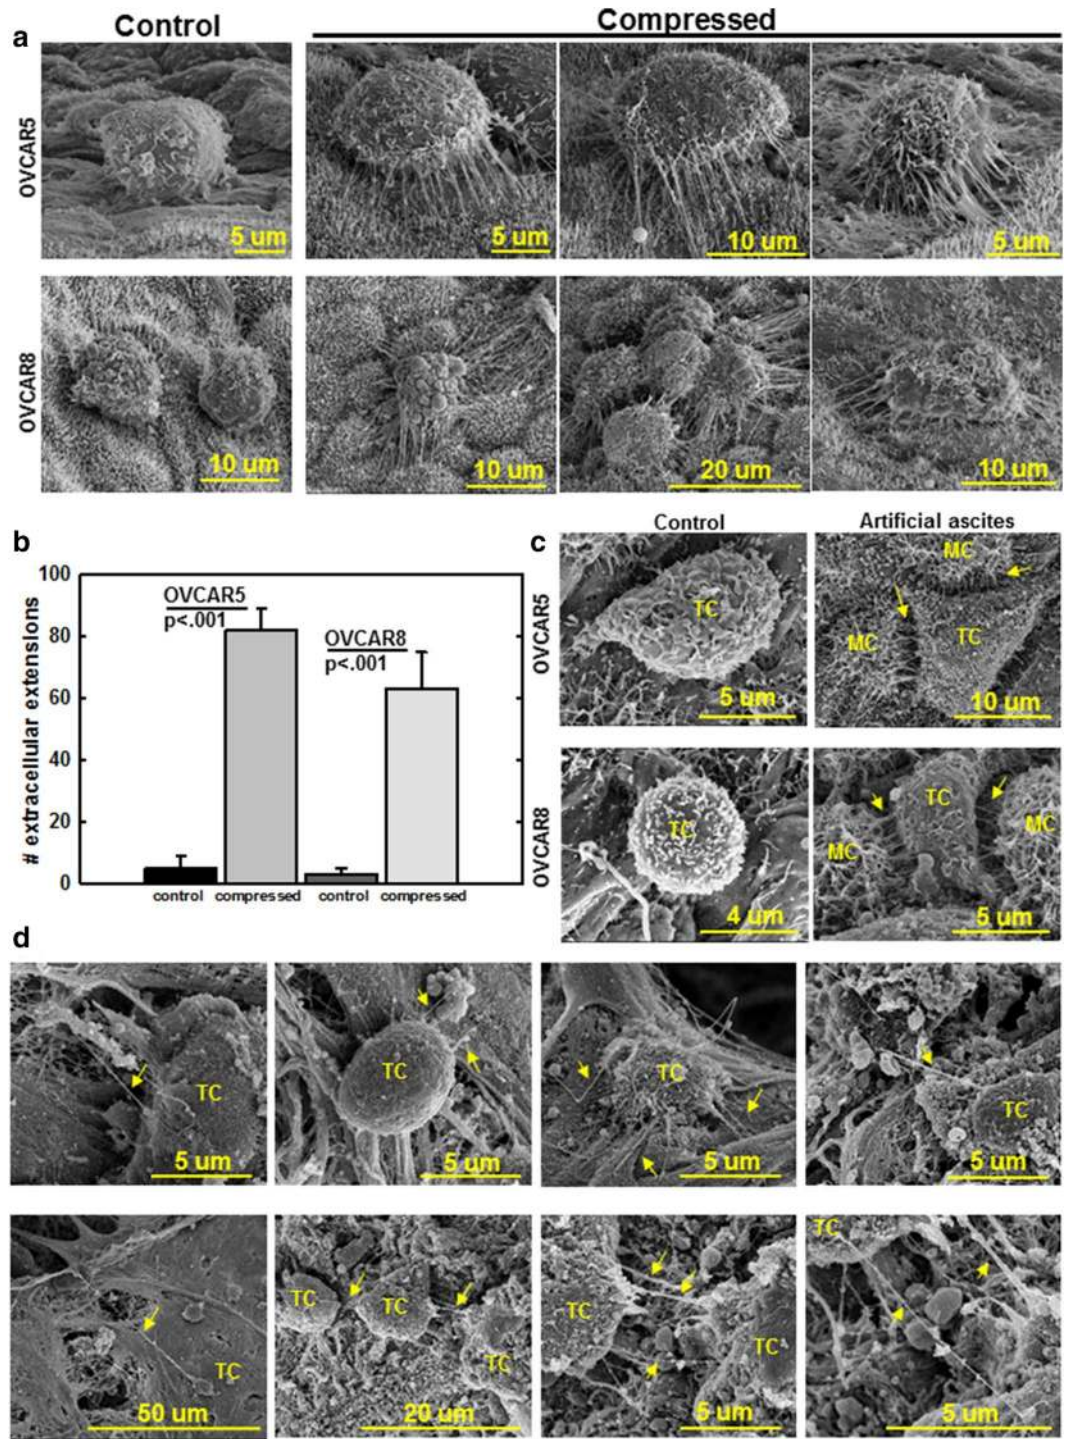 Control
Compressed
a
OVCAR5
5 um
5 um
10 um
5 um
OVCAR8
10 um
10 um
20 um
10 um
b
# extracellular extensions
100
80
60
40
20
0
OVCAR5
p<.001
OVCAR8
p<.001
control compressed control compressed
c
Control
Artificial ascites
OVCAR5
TC
5 um
MC
MC
TC
10 um
OVCAR8
TC
4 um
TC
MC
MC
5 um
d
TC
5 um
TC
5 um
TC
5 um
TC
5 um
TC
50 um
TC
TC
TC
20 um
TC
TC
5 um
TC
5 um